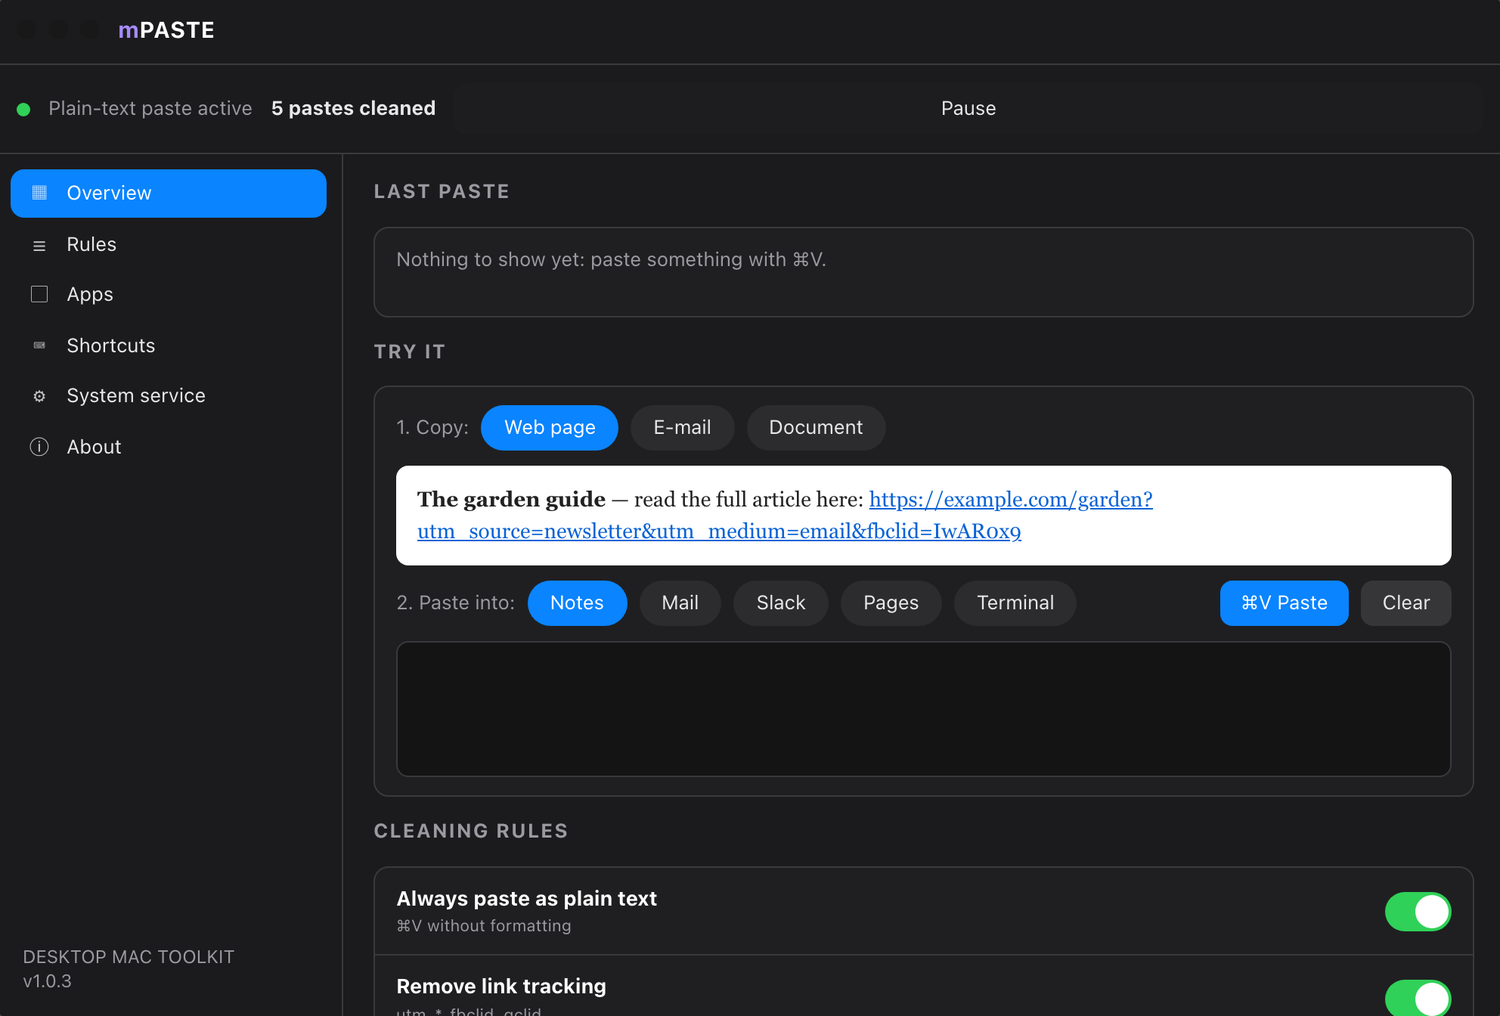 mPASTE
Plain-text paste active 5 pastes cleaned Pause
Overview
Rules
Apps
Shortcuts
System service
About
DESKTOP MAC TOOLKIT
v1.0.3
LAST PASTE
Nothing to show yet: paste something with ⌘V.
TRY IT
1. Copy: Web page E-mail Document
The garden guide — read the full article here: https://example.com/garden?
utm_source=newsletter&utm_medium=email&fbclid=IwAR0x9
2. Paste into: Notes Mail Slack Pages Terminal ⌘V Paste Clear
CLEANING RULES
Always paste as plain text
⌘V without formatting
Remove link tracking
utm_*, fbclid, gclid